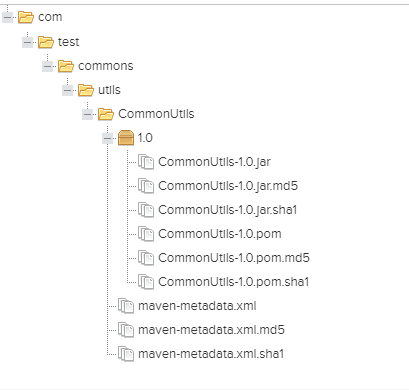 com
test
commons
utils
CommonUtils
1.0
CommonUtils-1.0.jar
CommonUtils-1.0.jar.md5
CommonUtils-1.0.jar.sha1
CommonUtils-1.0.pom
CommonUtils-1.0.pom.md5
CommonUtils-1.0.pom.sha1
maven-metadata.xml
maven-metadata.xml.md5
maven-metadata.xml.sha1